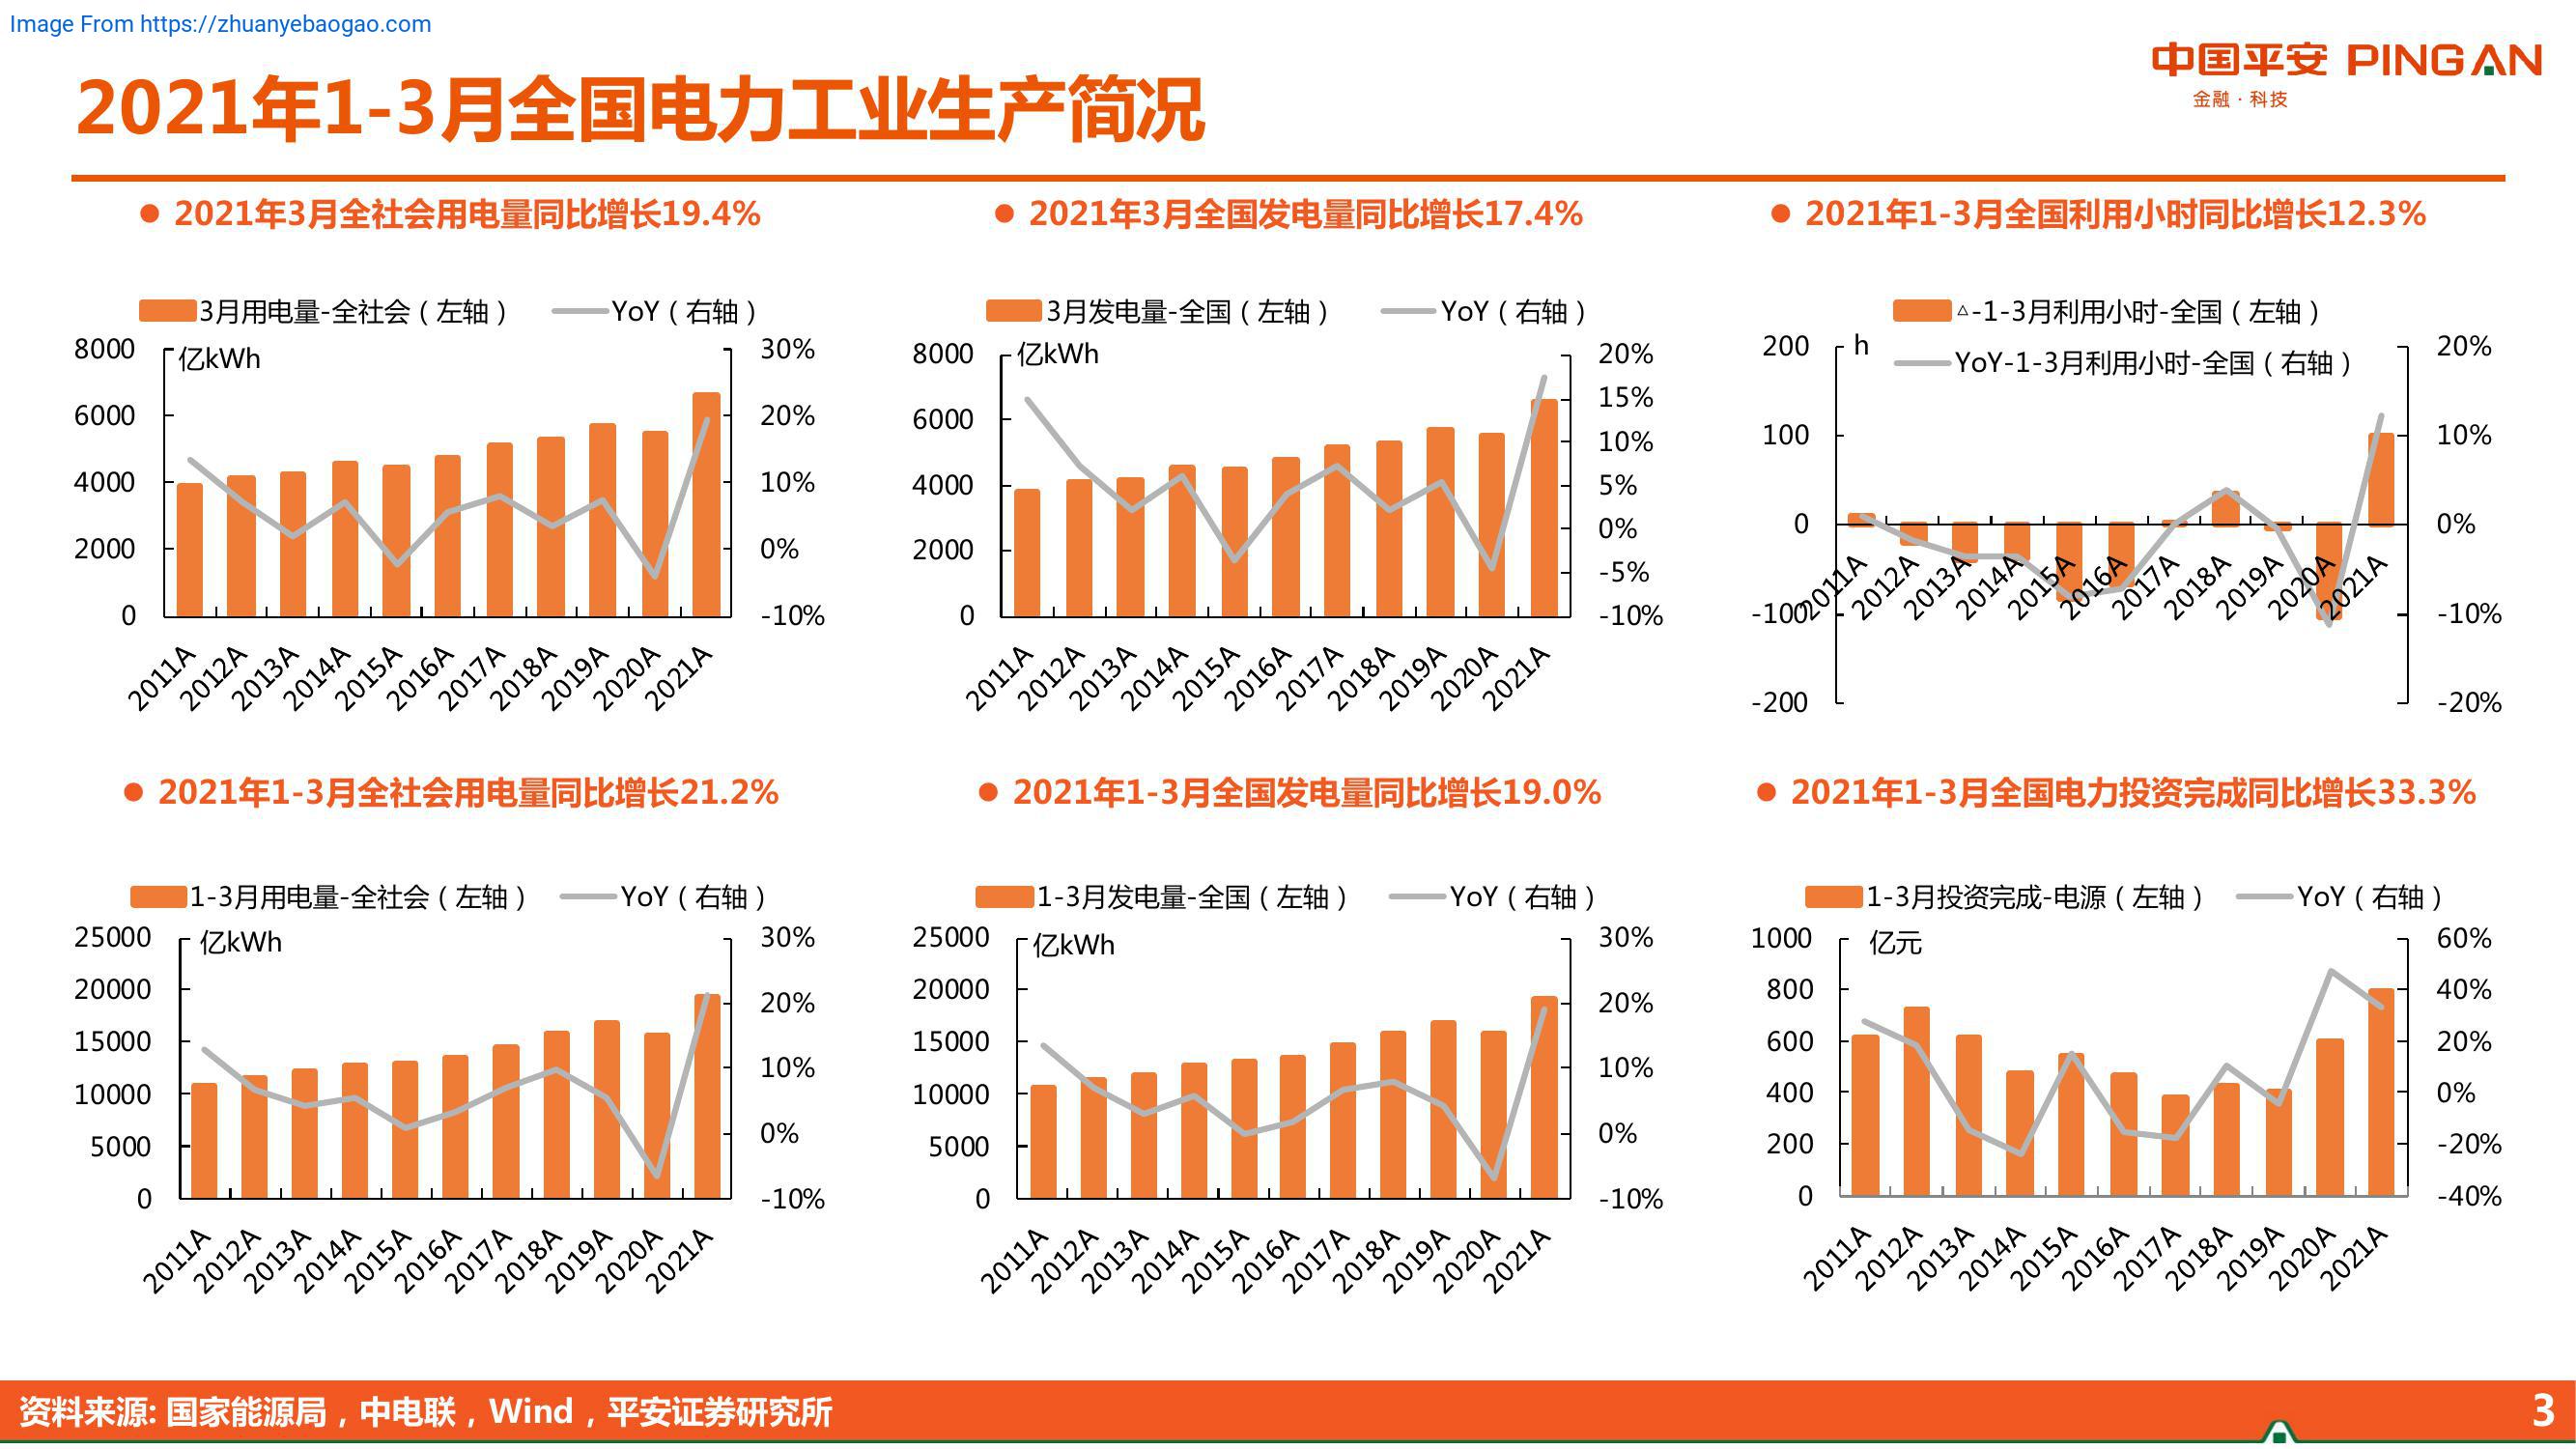 Image From https://zhuanyebaogao.com
中国平安 PINGAN
金融·科技
2021年1-3月全国电力工业生产简况
2021年3月全社会用电量同比增长19.4%
3月用电量-全社会（左轴） YoY（右轴）
亿kWh
8000 6000 4000 2000 0
30% 20% 10% 0% -10%
2011A 2012A 2013A 2014A 2015A 2016A 2017A 2018A 2019A 2020A 2021A
2021年3月全国发电量同比增长17.4%
3月发电量-全国（左轴） YoY（右轴）
亿kWh
8000 6000 4000 2000 0
20% 15% 10% 5% 0% -5% -10%
2011A 2012A 2013A 2014A 2015A 2016A 2017A 2018A 2019A 2020A 2021A
2021年1-3月全国利用小时同比增长12.3%
△-1-3月利用小时-全国（左轴）
YoY-1-3月利用小时-全国（右轴）
h
200 100 0 -100 -200
20% 10% 0% -10% -20%
2011A 2012A 2013A 2014A 2015A 2016A 2017A 2018A 2019A 2020A 2021A
2021年1-3月全社会用电量同比增长21.2%
1-3月用电量-全社会（左轴） YoY（右轴）
亿kWh
25000 20000 15000 10000 5000 0
30% 20% 10% 0% -10%
2011A 2012A 2013A 2014A 2015A 2016A 2017A 2018A 2019A 2020A 2021A
2021年1-3月全国发电量同比增长19.0%
1-3月发电量-全国（左轴） YoY（右轴）
亿kWh
25000 20000 15000 10000 5000 0
30% 20% 10% 0% -10%
2011A 2012A 2013A 2014A 2015A 2016A 2017A 2018A 2019A 2020A 2021A
2021年1-3月全国电力投资完成同比增长33.3%
1-3月投资完成-电源（左轴） YoY（右轴）
亿元
1000 800 600 400 200 0
60% 40% 20% 0% -20% -40%
2011A 2012A 2013A 2014A 2015A 2016A 2017A 2018A 2019A 2020A 2021A
资料来源: 国家能源局，中电联，Wind，平安证券研究所
3